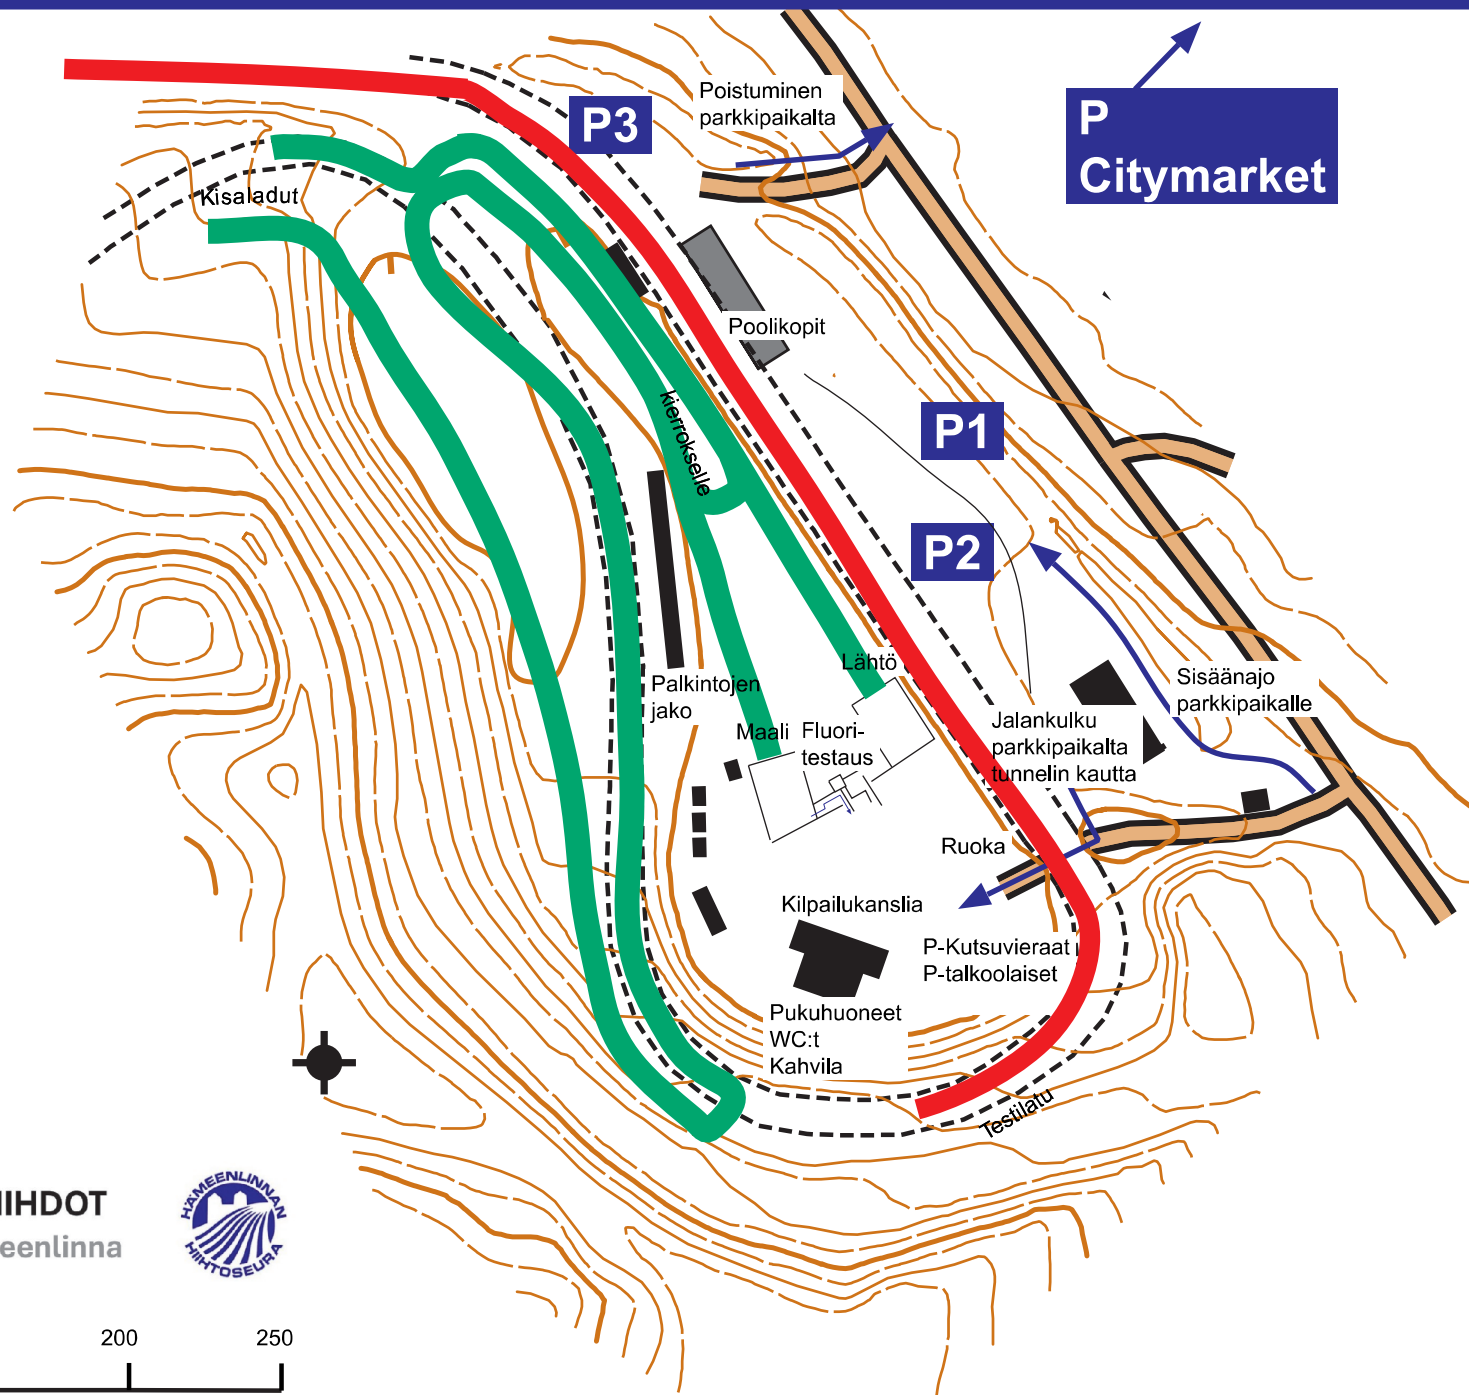 P
Citymarket
Poistuminen
parkkipaikalta
P3
Kisaladut
Poolikopit
kierrokselle
P1
P2
Lähtö
Sisäänajo
parkkipaikalle
Palkintojen
jako
Maali
Fluori-
testaus
Jalankulku
parkkipaikalta
tunnelin kautta
Ruoka
Kilpailukanslia
P-Kutsuvieraat
P-talkoolaiset
Pukuhuoneet
WC:t
Kahvila
Testilatu
IIHDOT
eenlinna
HÄMEENLINNAN
HIIHTOSEURA
200
250